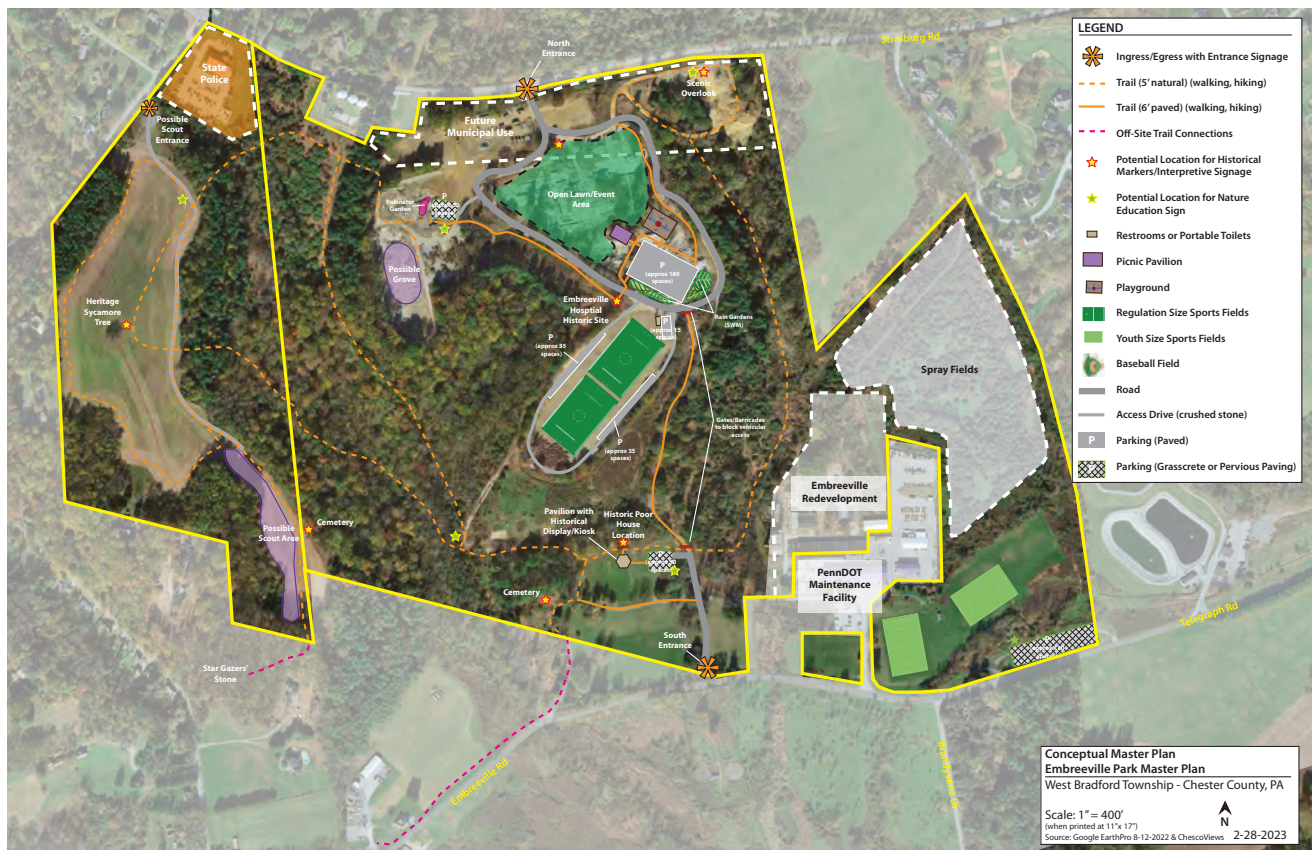 Strasburg Rd
North
Entrance
State
Police
Possible
Scout
Entrance
Scenic
Overlook
Future
Municipal Use
Pollinator
Garden
P
Open Lawn/Event
Area
Possible
Grove
P
(approx 180
spaces)
Heritage
Sycamore
Tree
Embreeville
Hosptial
Historic Site
Rain Gardens
(SWM)
P
(approx 15
spaces)
P
(approx 35
spaces)
Spray Fields
Gates/Barricades
to block vehicular
access
P
(approx 35
spaces)
Embreeville
Redevelopment
Pavilion with
Historical
Display/Kiosk
Historic Poor
House
Location
Possible
Scout Area
Cemetery
PennDOT
Maintenance
Facility
Cemetery
South
Entrance
Star Gazers'
Stone
Telegraph Rd
Embreeville Rd
Brandywine Dr
LEGEND
Ingress/Egress with Entrance Signage
Trail (5' natural) (walking, hiking)
Trail (6' paved) (walking, hiking)
Off-Site Trail Connections
Potential Location for Historical
Markers/Interpretive Signage
Potential Location for Nature
Education Sign
Restrooms or Portable Toilets
Picnic Pavilion
Playground
Regulation Size Sports Fields
Youth Size Sports Fields
Baseball Field
Road
Access Drive (crushed stone)
P Parking (Paved)
Parking (Grasscrete or Pervious Paving)
Conceptual Master Plan
Embreeville Park Master Plan
West Bradford Township - Chester County, PA
Scale: 1" = 400'
(when printed at 11"x 17")
N
Source: Google EarthPro 8-12-2022 & ChescoViews 2-28-2023